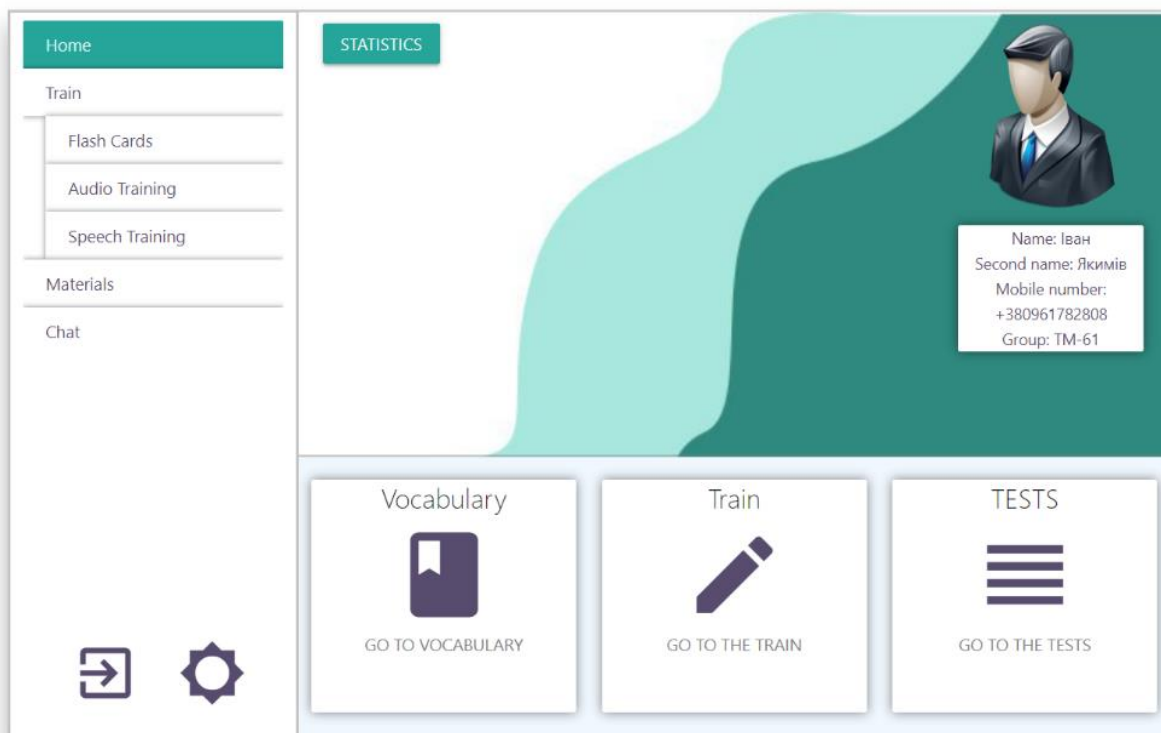 Home
Train
Flash Cards
Audio Training
Speech Training
Materials
Chat
STATISTICS
Name: Іван
Second name: Якимів
Mobile number:
+380961782808
Group: TM-61
Vocabulary
GO TO VOCABULARY
Train
GO TO THE TRAIN
TESTS
GO TO THE TESTS